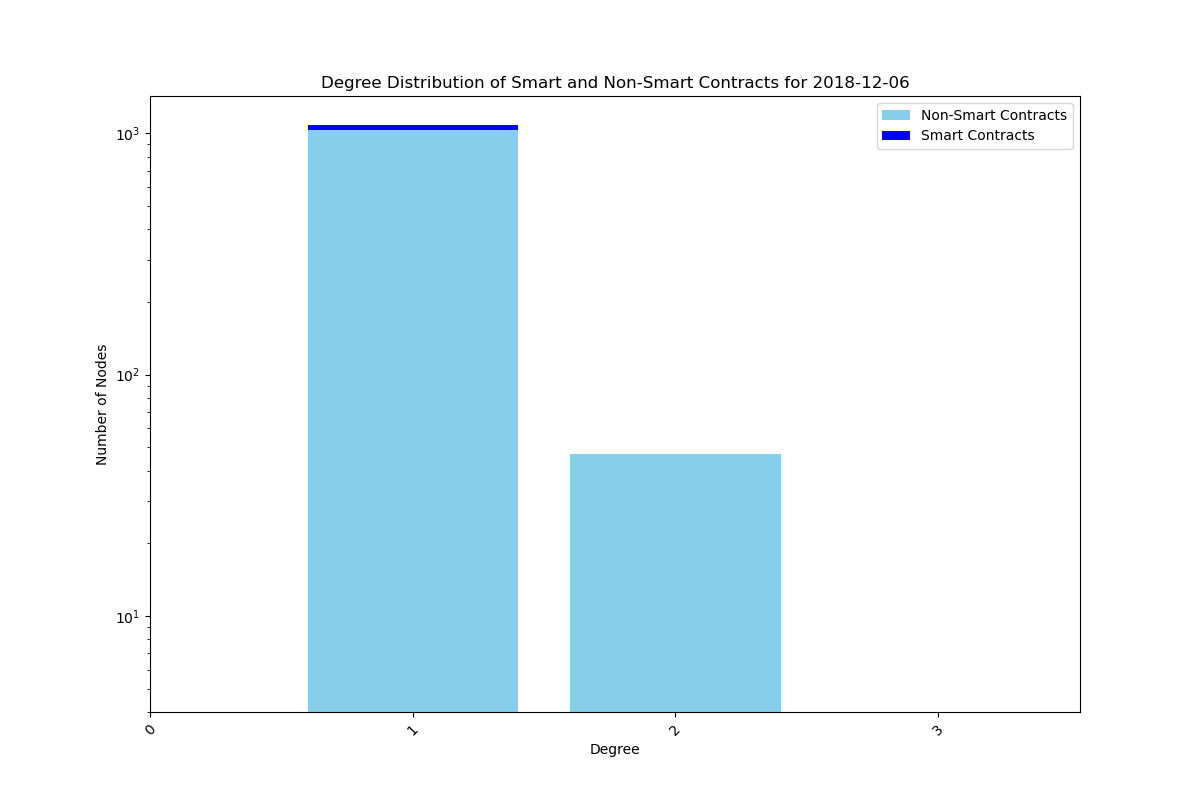 Degree Distribution of Smart and Non-Smart Contracts for 2018-12-06
Non-Smart Contracts
Smart Contracts
Number of Nodes
10³
10²
10¹
0
1
2
3
Degree